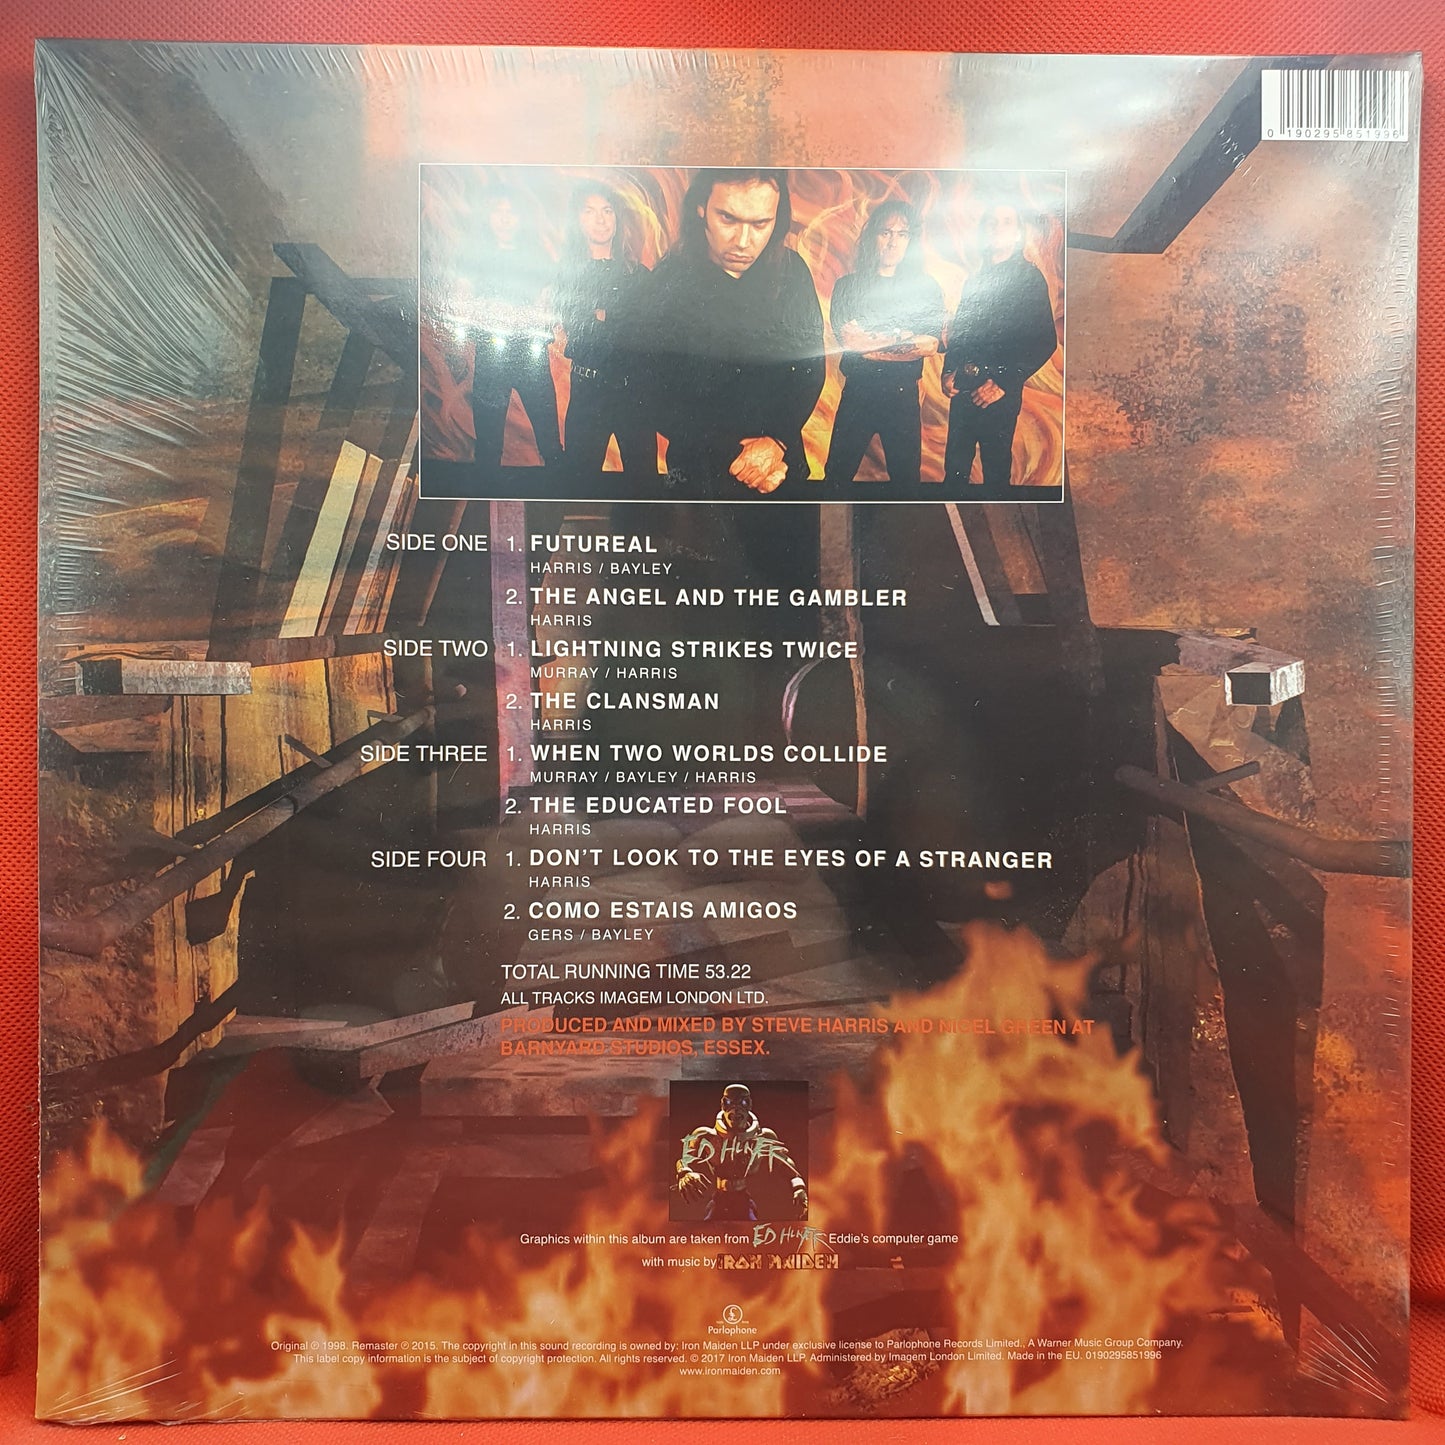 0 190295 851996
SIDE ONE 1. FUTUREAL
HARRIS / BAYLEY
2. THE ANGEL AND THE GAMBLER
HARRIS
SIDE TWO 1. LIGHTNING STRIKES TWICE
MURRAY / HARRIS
2. THE CLANSMAN
HARRIS
SIDE THREE 1. WHEN TWO WORLDS COLLIDE
MURRAY / BAYLEY / HARRIS
2. THE EDUCATED FOOL
HARRIS
SIDE FOUR 1. DON'T LOOK TO THE EYES OF A STRANGER
HARRIS
2. COMO ESTAIS AMIGOS
GERS / BAYLEY
TOTAL RUNNING TIME 53.22
ALL TRACKS IMAGEM LONDON LTD.
PRODUCED AND MIXED BY STEVE HARRIS AND NIGEL GREEN AT
BARNYARD STUDIOS, ESSEX.
ED HUNTER
Graphics within this album are taken from ED HUNTER Eddie's computer game
with music by IRON MAIDEN
£
Parlophone
Original ℗ 1998. Remaster ℗ 2015. The copyright in this sound recording is owned by: Iron Maiden LLP under exclusive license to Parlophone Records Limited., A Warner Music Group Company.
This label copy information is the subject of copyright protection. All rights reserved. © 2017 Iron Maiden LLP. Administered by Imagem London Limited. Made in the EU. 0190295851996
www.ironmaiden.com